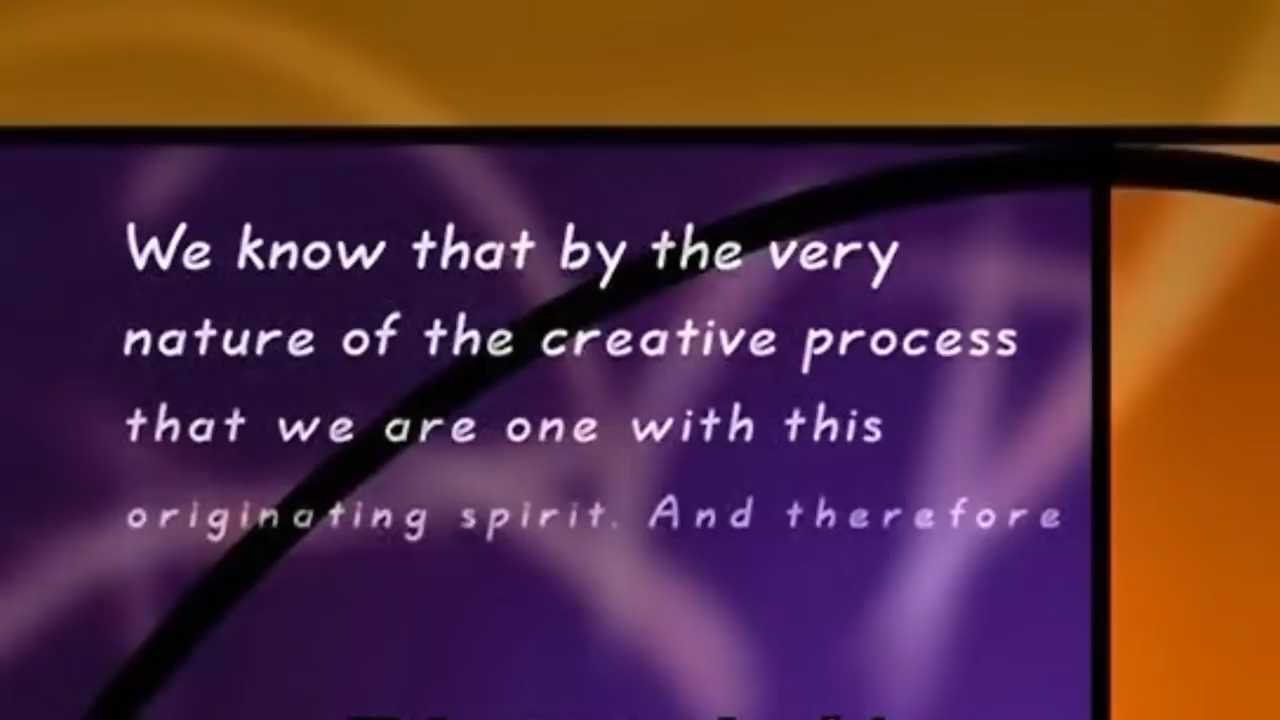 We know that by the very
nature of the creative process
that we are one with this
originating spirit. And therefore